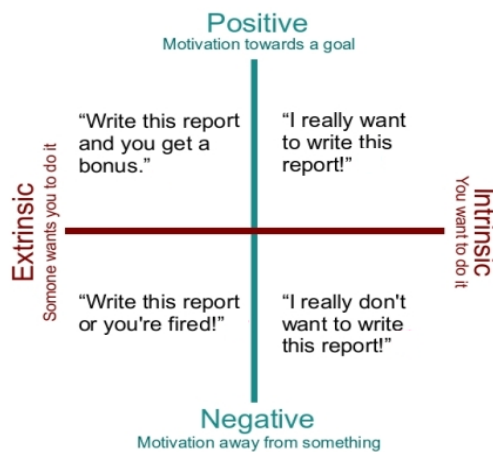 Positive
Motivation towards a goal
“Write this report
and you get a
bonus.”
“I really want
to write this
report!”
Extrinsic
Somone wants you to do it
Intrinsic
You want to do it
“Write this report
or you're fired!”
“I really don't
want to write
this report!”
Negative
Motivation away from something